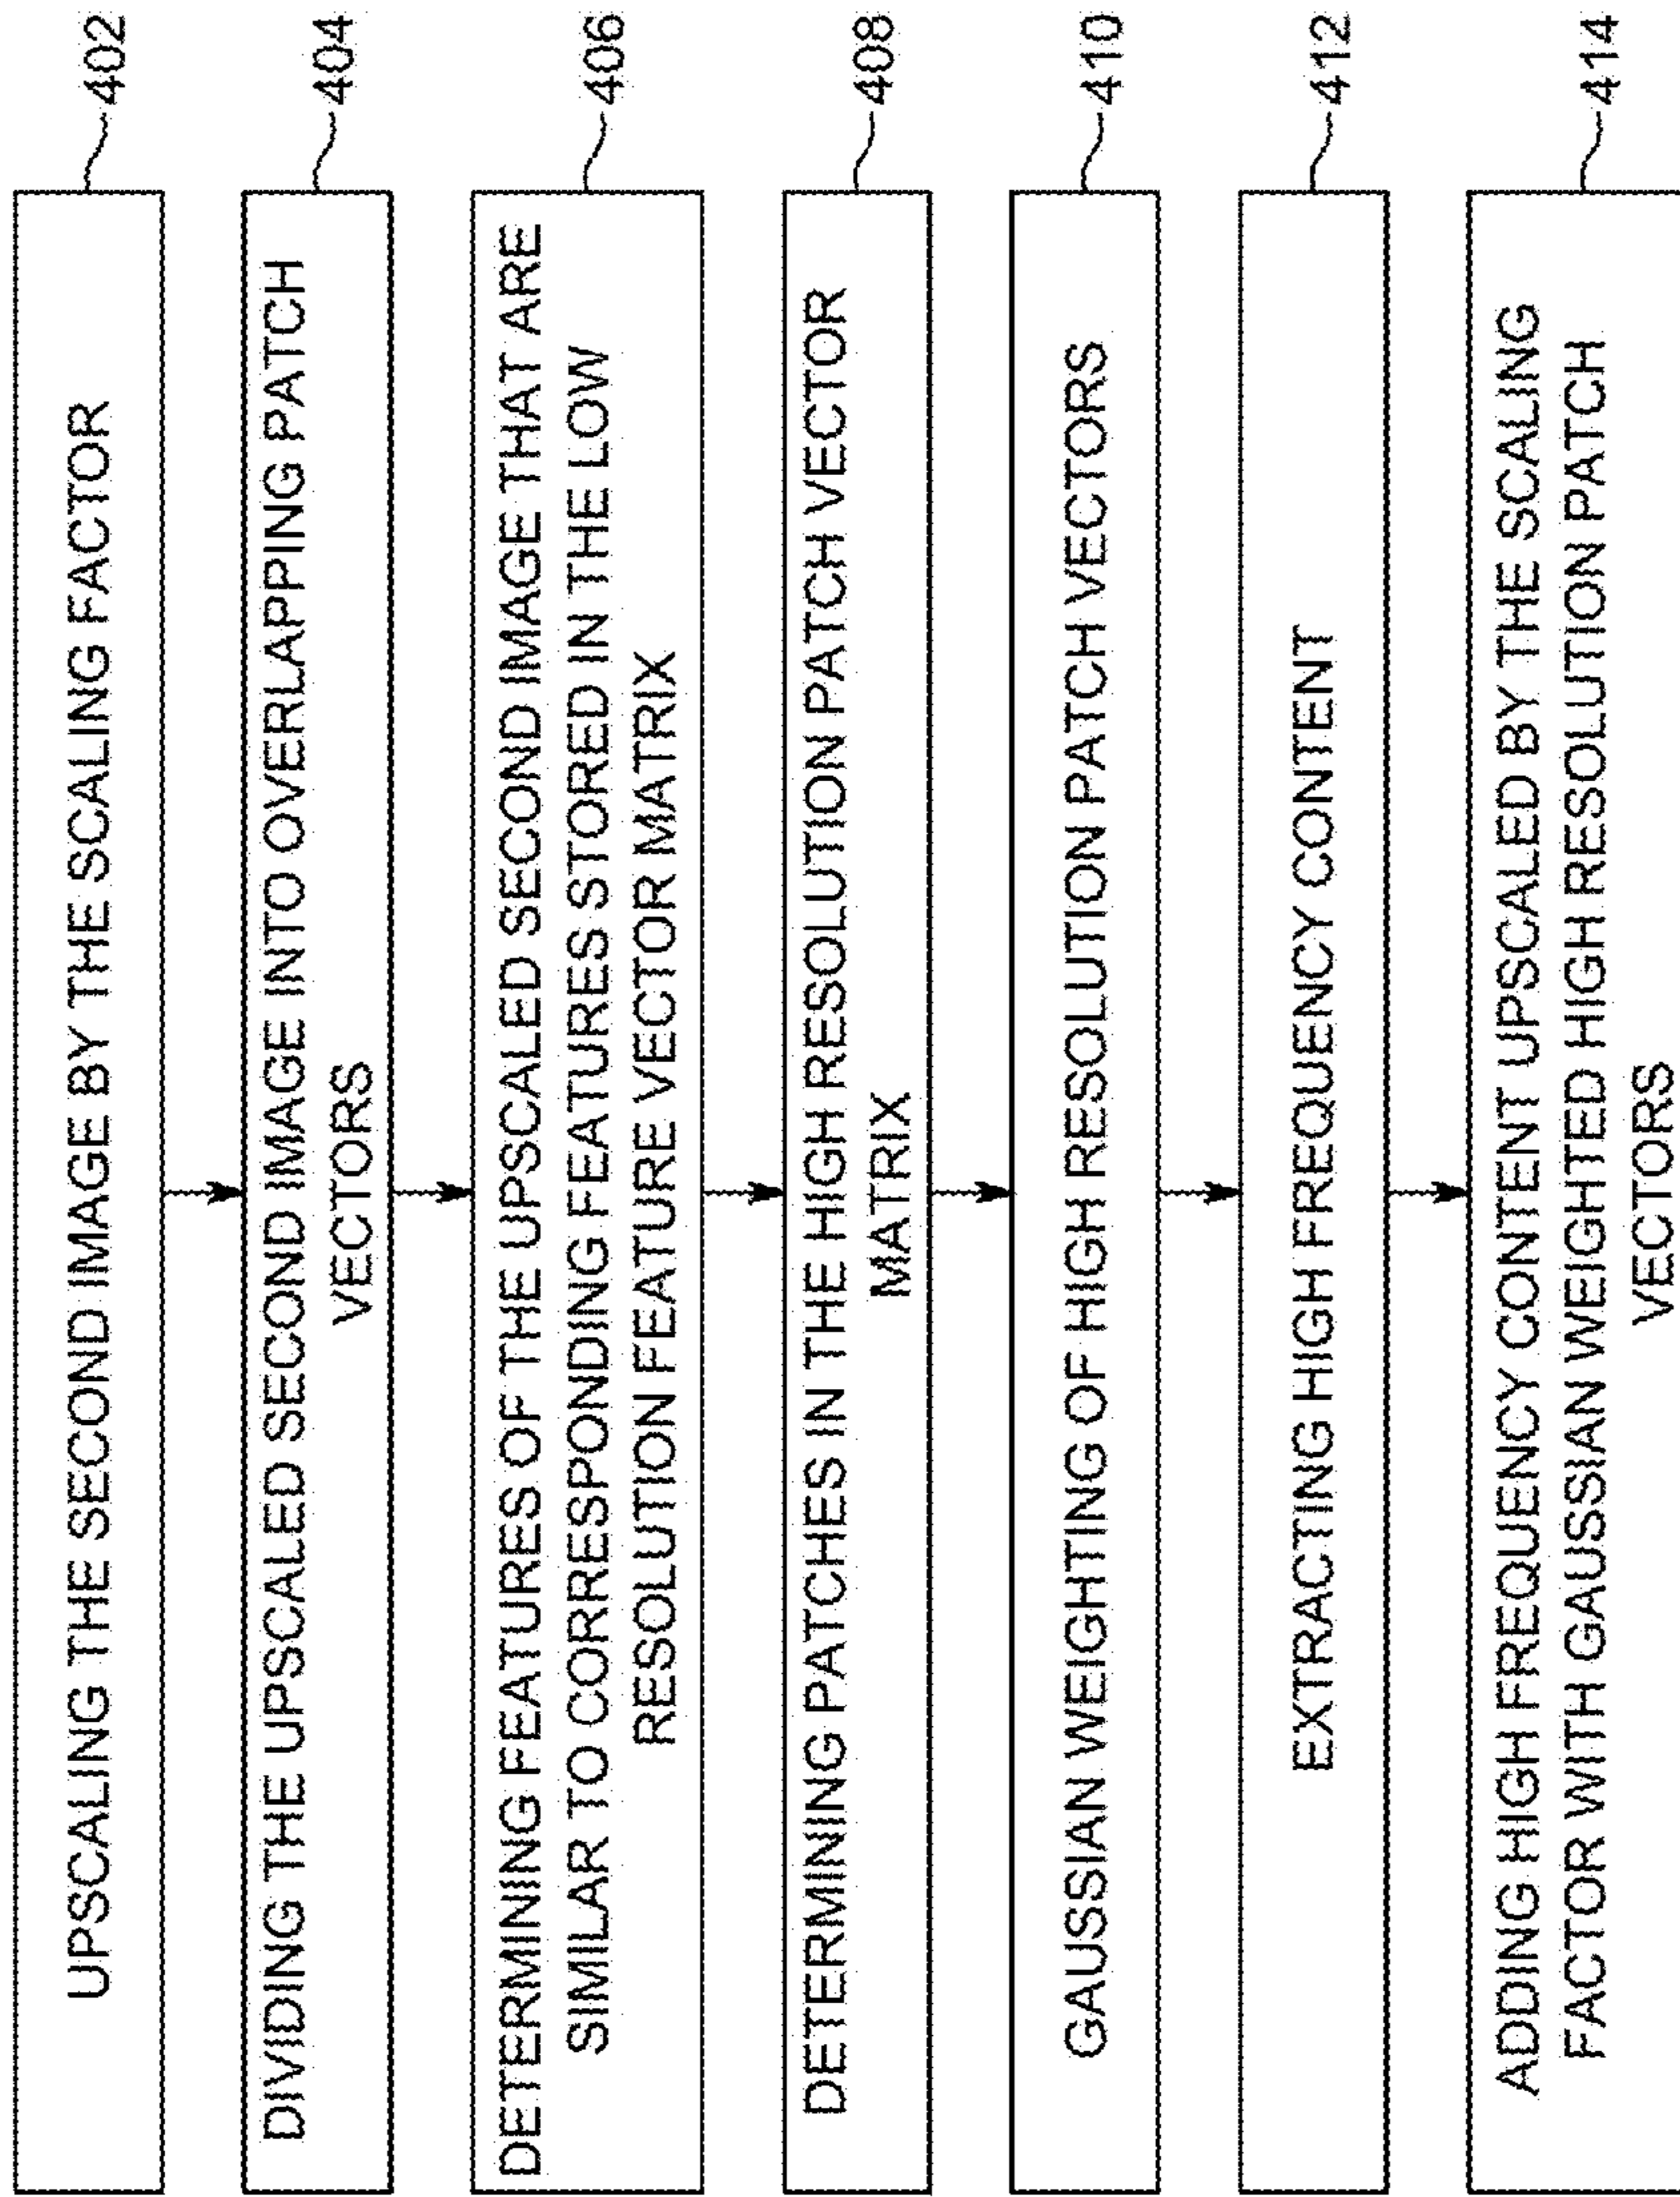 UPSCALING THE SECOND IMAGE BY THE SCALING FACTOR
402
DIVIDING THE UPSCALED SECOND IMAGE INTO OVERLAPPING PATCH
VECTORS
404
DETERMINING FEATURES OF THE UPSCALED SECOND IMAGE THAT ARE
SIMILAR TO CORRESPONDING FEATURES STORED IN THE LOW
RESOLUTION FEATURE VECTOR MATRIX
406
DETERMINING PATCHES IN THE HIGH RESOLUTION PATCH VECTOR
MATRIX
408
GAUSSIAN WEIGHTING OF HIGH RESOLUTION PATCH VECTORS
410
EXTRACTING HIGH FREQUENCY CONTENT
412
ADDING HIGH FREQUENCY CONTENT UPSCALED BY THE SCALING
FACTOR WITH GAUSSIAN WEIGHTED HIGH RESOLUTION PATCH
VECTORS
414